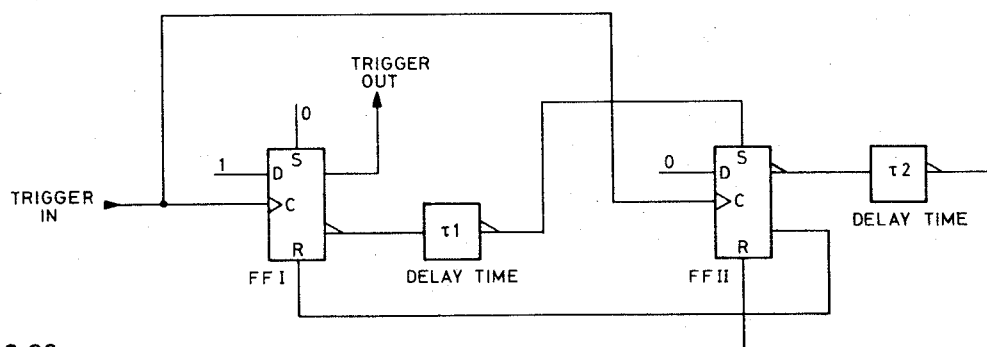 TRIGGER
OUT
0
1
S
D
C
R
TRIGGER
IN
FF I
τ1
DELAY TIME
0
S
D
C
R
FF II
τ2
DELAY TIME